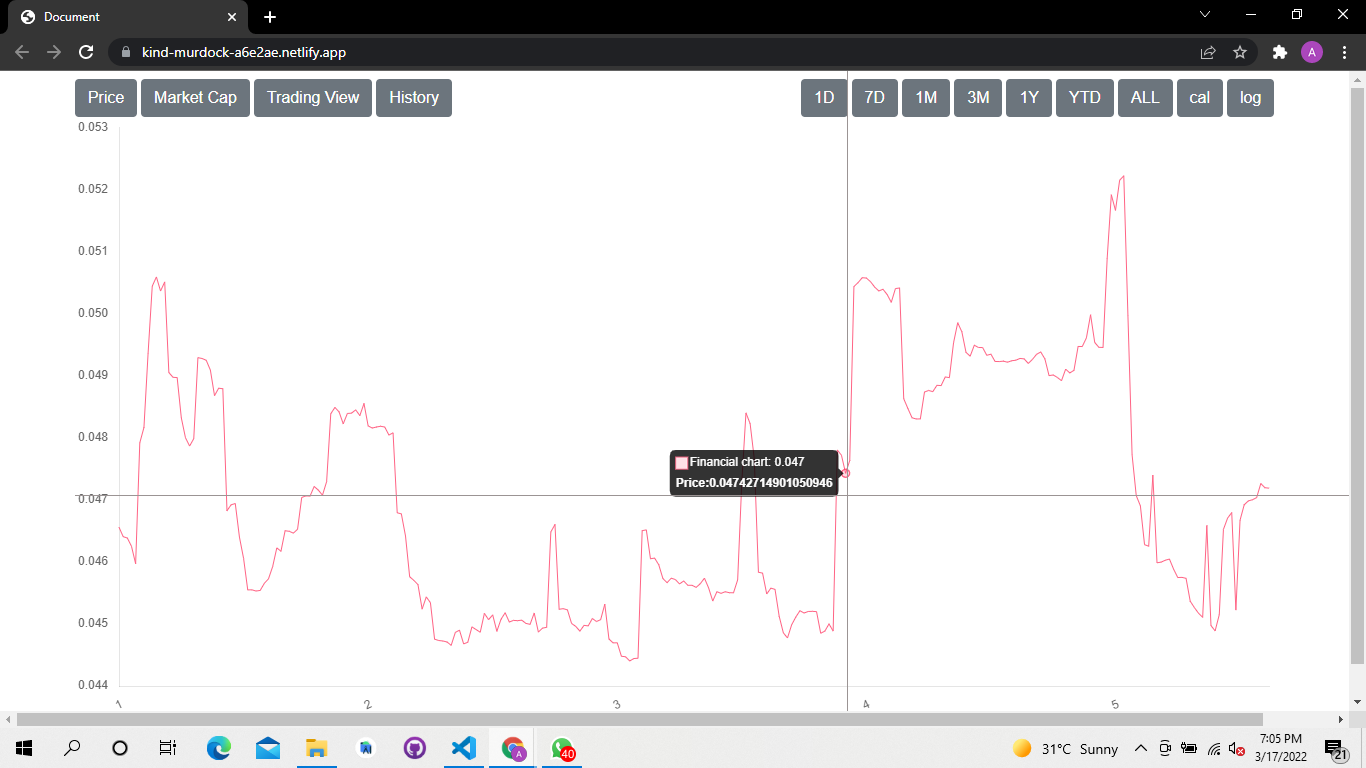 Document
kind-murdock-a6e2ae.netlify.app
A
Price Market Cap Trading View History 1D 7D 1M 3M 1Y YTD ALL cal log
0.053
0.052
0.051
0.050
0.049
0.048
Financial chart: 0.047
Price:0.04742714901050946
0.047
0.046
0.045
0.044
1 2 3 4 5
A
40
31°C Sunny
7:05 PM
3/17/2022
21